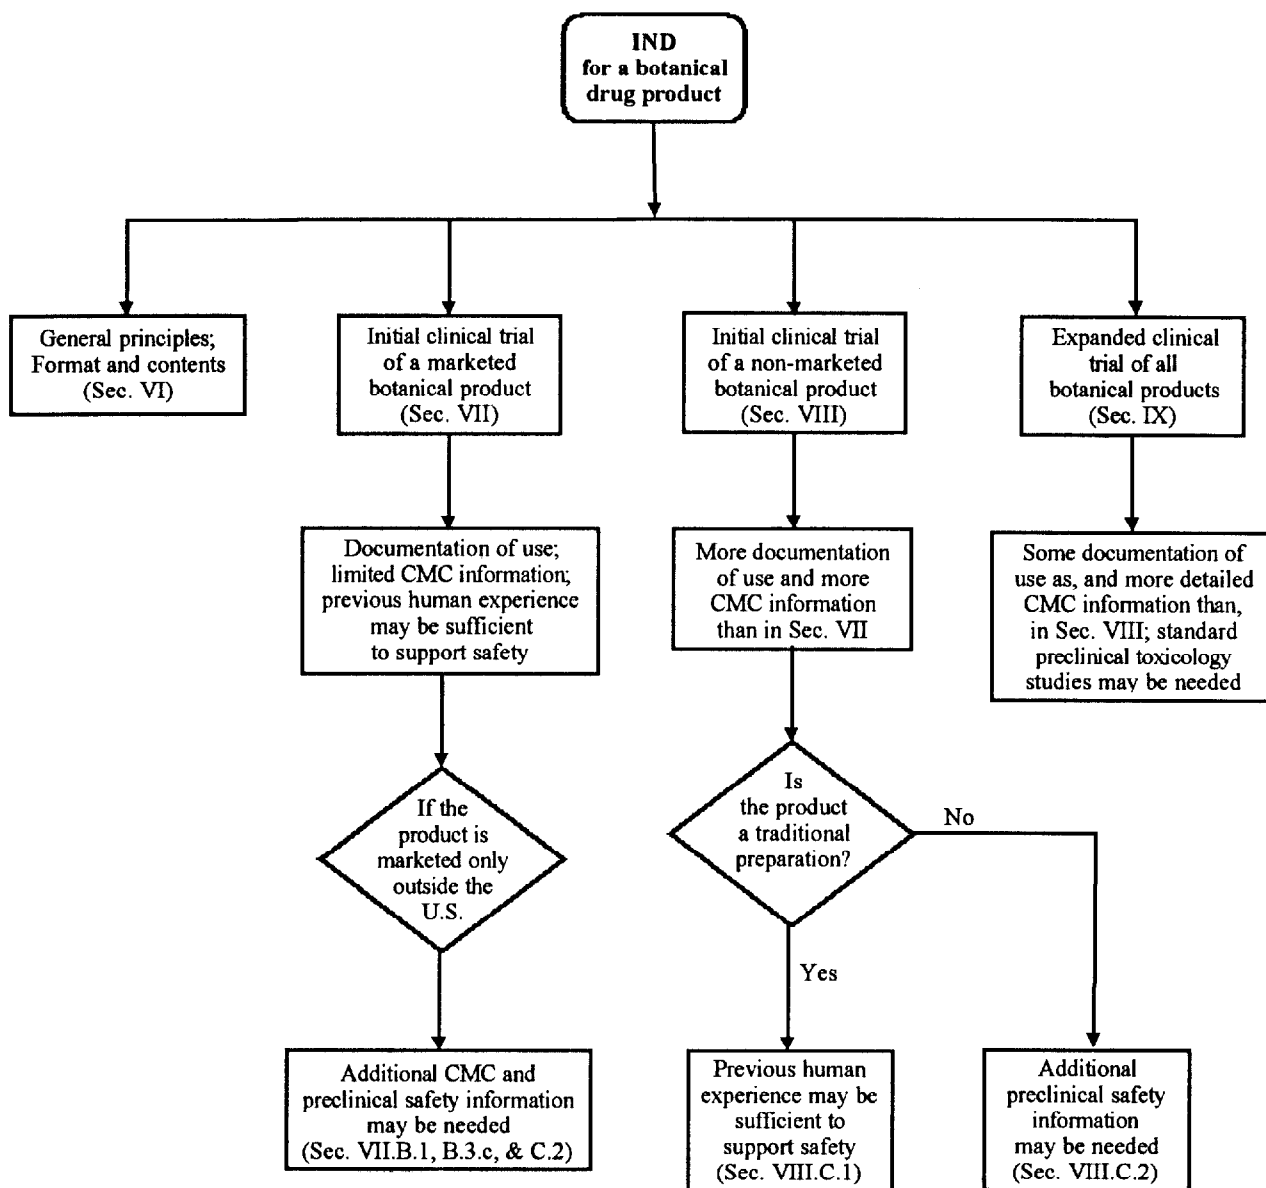 IND
for a botanical
drug product
General principles;
Format and contents
(Sec. VI)
Initial clinical trial
of a marketed
botanical product
(Sec. VII)
Initial clinical trial
of a non-marketed
botanical product
(Sec. VIII)
Expanded clinical
trial of all
botanical products
(Sec. IX)
Documentation of use;
limited CMC information;
previous human experience
may be sufficient
to support safety
More documentation
of use and more
CMC information
than in Sec. VII
Some documentation of
use as, and more detailed
CMC information than,
in Sec. VIII; standard
preclinical toxicology
studies may be needed
If the
product is
marketed only
outside the
U.S.
Is
the product
a traditional
preparation?
No
Yes
Additional CMC and
preclinical safety information
may be needed
(Sec. VII.B.1, B.3.c, & C.2)
Previous human
experience may be
sufficient to
support safety
(Sec. VIII.C.1)
Additional
preclinical safety
information
may be needed
(Sec. VIII.C.2)